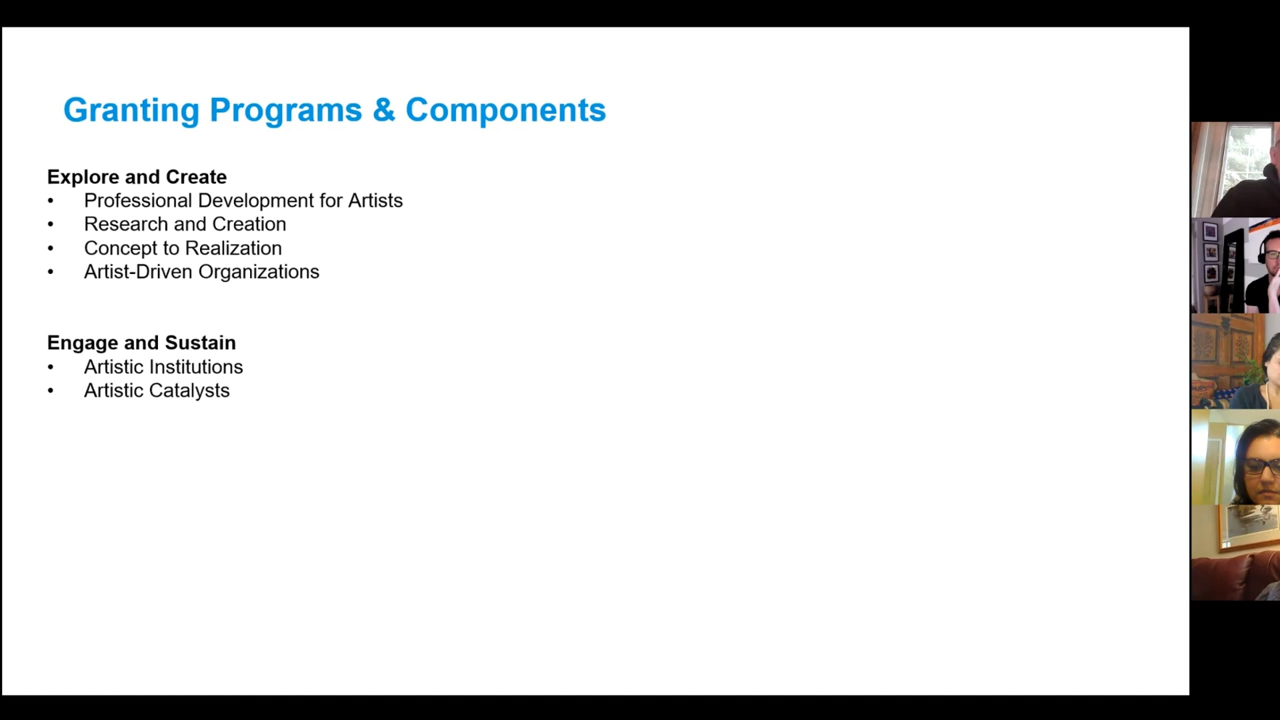 Granting Programs & Components
Explore and Create
• Professional Development for Artists
• Research and Creation
• Concept to Realization
• Artist-Driven Organizations
Engage and Sustain
• Artistic Institutions
• Artistic Catalysts